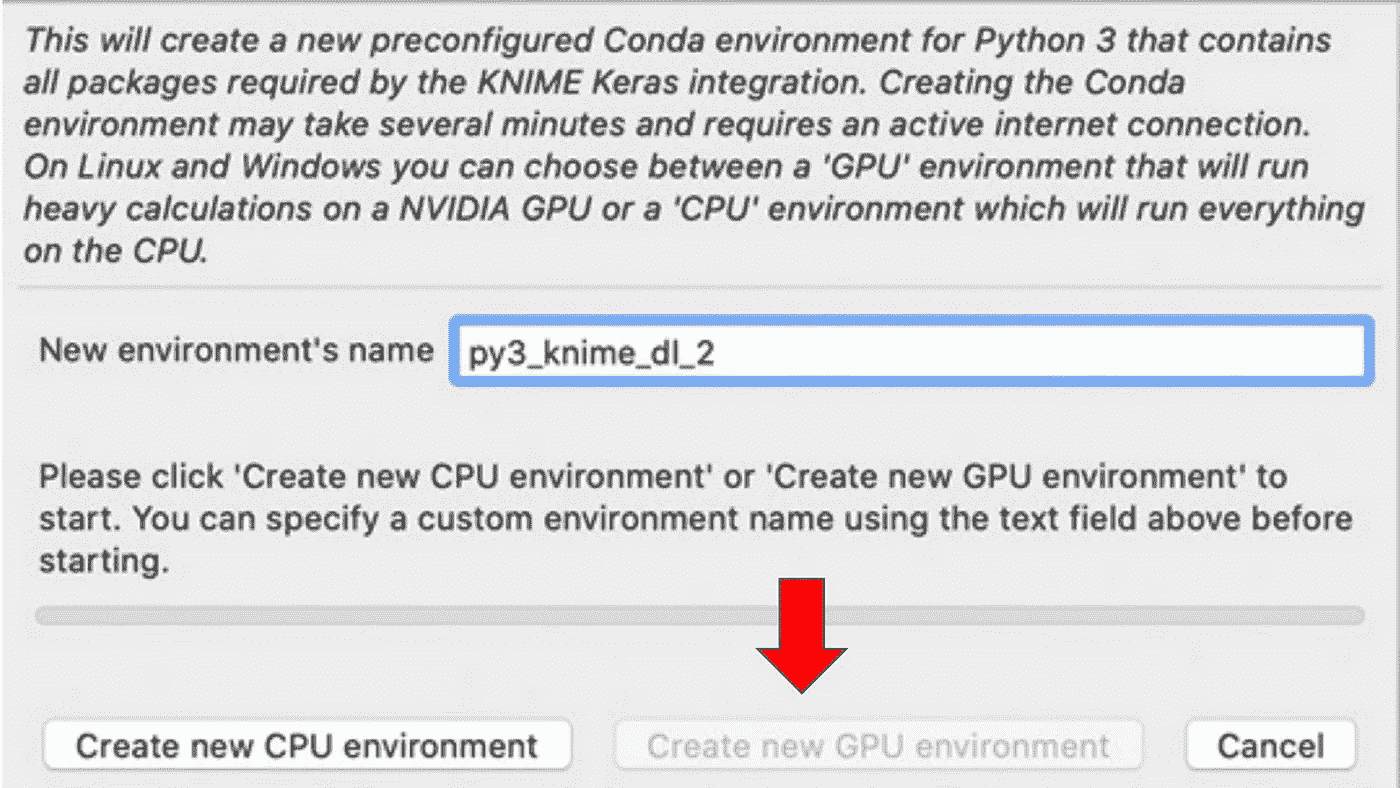 This will create a new preconfigured Conda environment for Python 3 that contains
all packages required by the KNIME Keras integration. Creating the Conda
environment may take several minutes and requires an active internet connection.
On Linux and Windows you can choose between a 'GPU' environment that will run
heavy calculations on a NVIDIA GPU or a 'CPU' environment which will run everything
on the CPU.
New environment's name py3_knime_dl_2
Please click 'Create new CPU environment' or 'Create new GPU environment' to
start. You can specify a custom environment name using the text field above before
starting.
Create new CPU environment Create new GPU environment Cancel